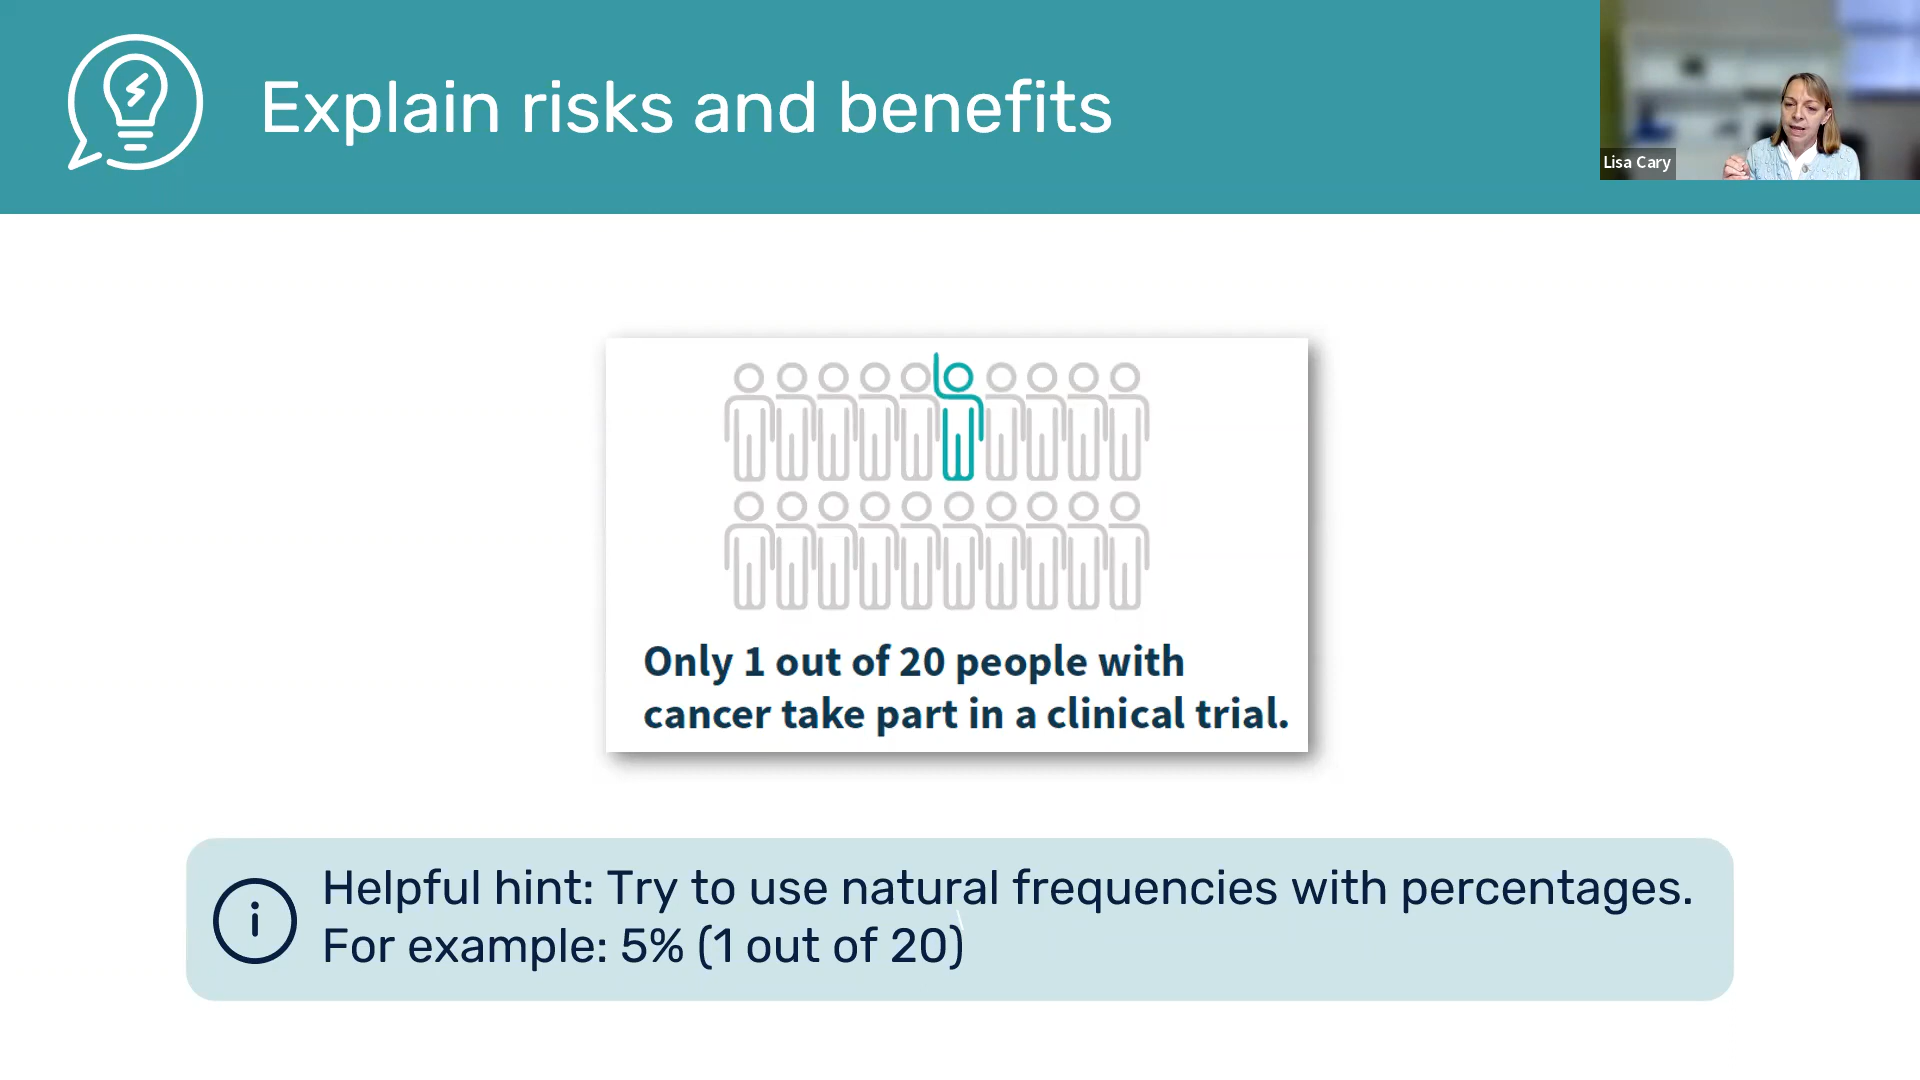 Explain risks and benefits
Lisa Cary
Only 1 out of 20 people with
cancer take part in a clinical trial.
Helpful hint: Try to use natural frequencies with percentages.
For example: 5% (1 out of 20)